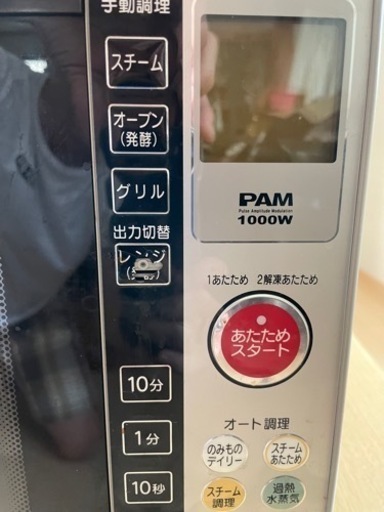 手動調理
スチーム
オーブン
(発酵)
グリル
出力切替
レンジ
PAM
Pulse Amplitude Modulation
1000W
1あたため 2解凍あたため
あたため
スタート
10分
1分
10秒
オート調理
のみもの
デイリー
スチーム
あたため
スチーム
調理
過熱
水蒸気